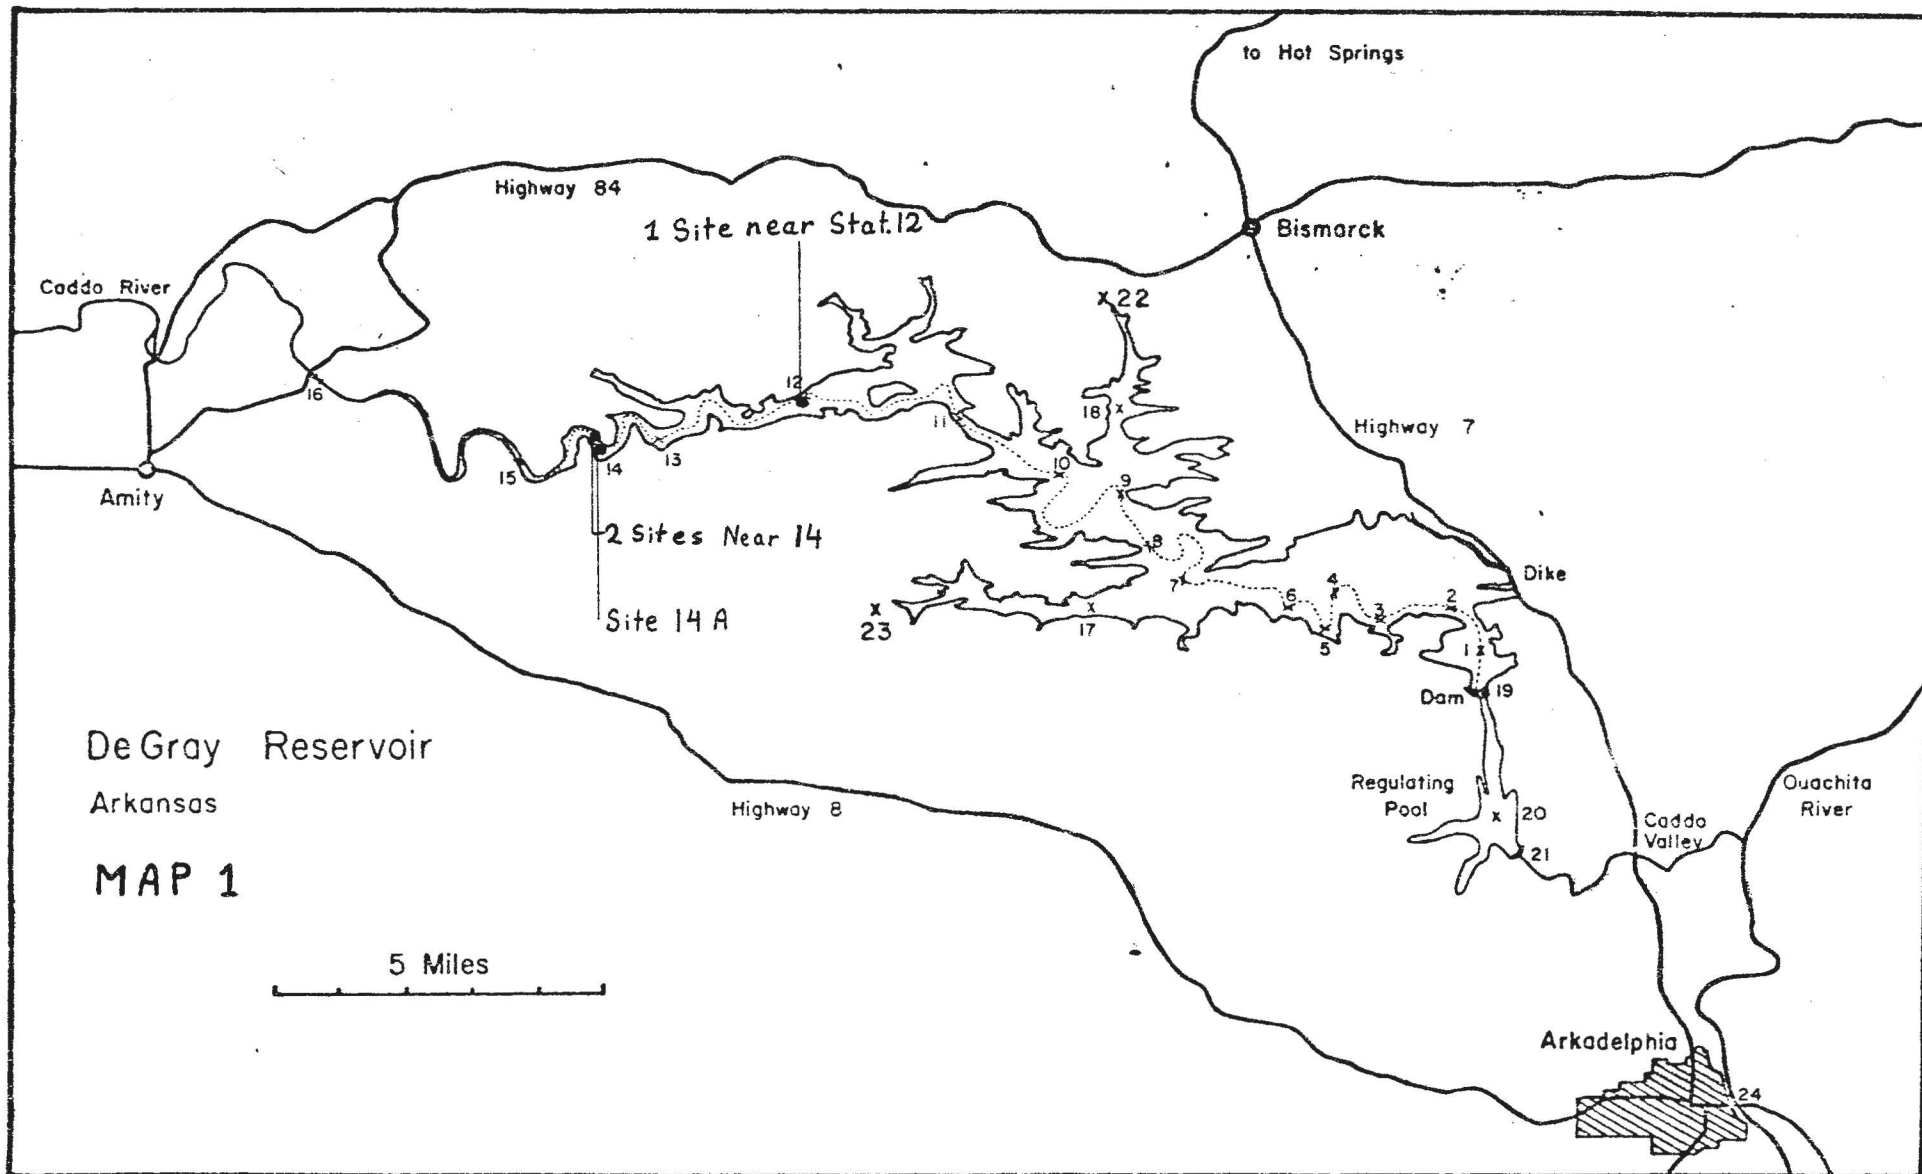 to Hot Springs
Highway 84
1 Site near Stat.12
Bismarck
Caddo River
22
12
18
11
Highway 7
16
10
14
13
15
9
Amity
2 Sites Near 14
8
Dike
7
6
4
3
2
23
17
5
1
Site 14 A
Dam
19
DeGray Reservoir
Arkansas
MAP 1
Highway 8
Regulating
Pool
20
21
Caddo
Valley
Ouachita
River
5 Miles
Arkadelphia
24